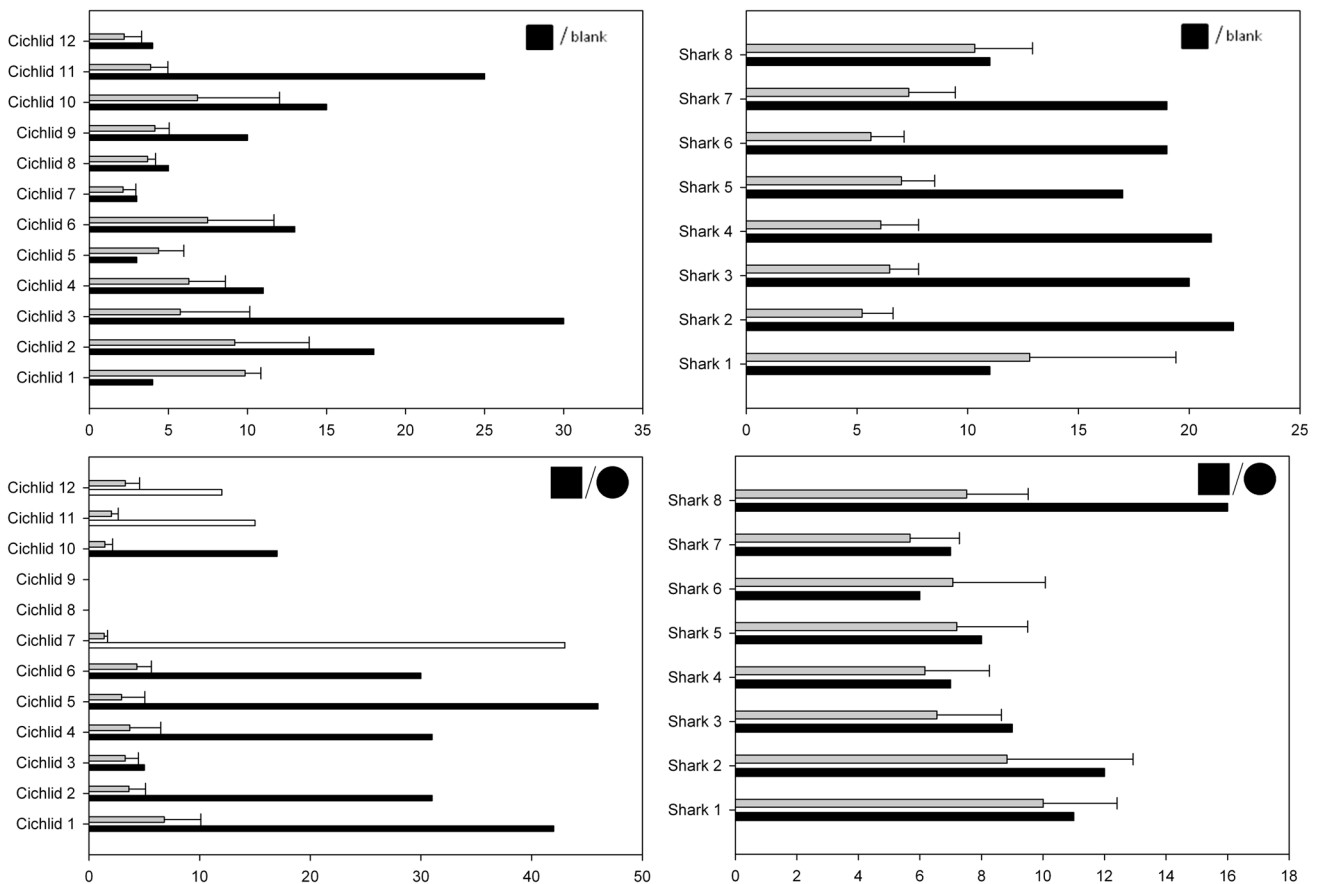 / blank
Cichlid 12
Cichlid 11
Cichlid 10
Cichlid 9
Cichlid 8
Cichlid 7
Cichlid 6
Cichlid 5
Cichlid 4
Cichlid 3
Cichlid 2
Cichlid 1
0 5 10 15 20 25 30 35
/ blank
Shark 8
Shark 7
Shark 6
Shark 5
Shark 4
Shark 3
Shark 2
Shark 1
0 5 10 15 20 25
/
Cichlid 12
Cichlid 11
Cichlid 10
Cichlid 9
Cichlid 8
Cichlid 7
Cichlid 6
Cichlid 5
Cichlid 4
Cichlid 3
Cichlid 2
Cichlid 1
0 10 20 30 40 50
/
Shark 8
Shark 7
Shark 6
Shark 5
Shark 4
Shark 3
Shark 2
Shark 1
0 2 4 6 8 10 12 14 16 18